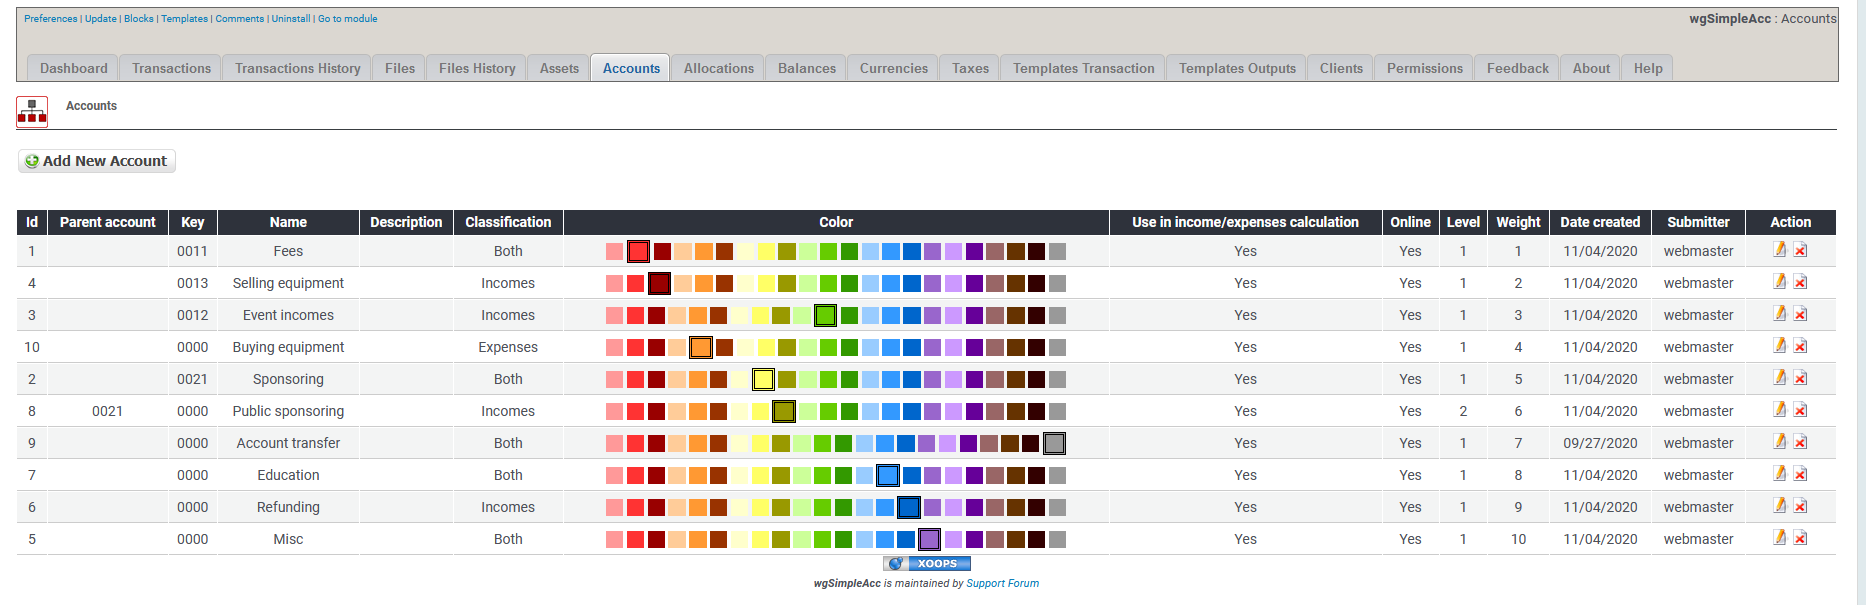 Preferences | Update | Blocks | Templates | Comments | Uninstall | Go to module
wgSimpleAcc : Accounts
Dashboard Transactions Transactions History Files Files History Assets Accounts Allocations Balances Currencies Taxes Templates Transaction Templates Outputs Clients Permissions Feedback About Help
Accounts
Add New Account
Id Parent account Key Name Description Classification Color Use in income/expenses calculation Online Level Weight Date created Submitter Action
1 0011 Fees Both Yes Yes 1 1 11/04/2020 webmaster
4 0013 Selling equipment Incomes Yes Yes 1 2 11/04/2020 webmaster
3 0012 Event incomes Incomes Yes Yes 1 3 11/04/2020 webmaster
10 0000 Buying equipment Expenses Yes Yes 1 4 11/04/2020 webmaster
2 0021 Sponsoring Both Yes Yes 1 5 11/04/2020 webmaster
8 0021 0000 Public sponsoring Incomes Yes Yes 2 6 11/04/2020 webmaster
9 0000 Account transfer Both Yes Yes 1 7 09/27/2020 webmaster
7 0000 Education Both Yes Yes 1 8 11/04/2020 webmaster
6 0000 Refunding Incomes Yes Yes 1 9 11/04/2020 webmaster
5 0000 Misc Both Yes Yes 1 10 11/04/2020 webmaster
XOOPS
wgSimpleAcc is maintained by Support Forum